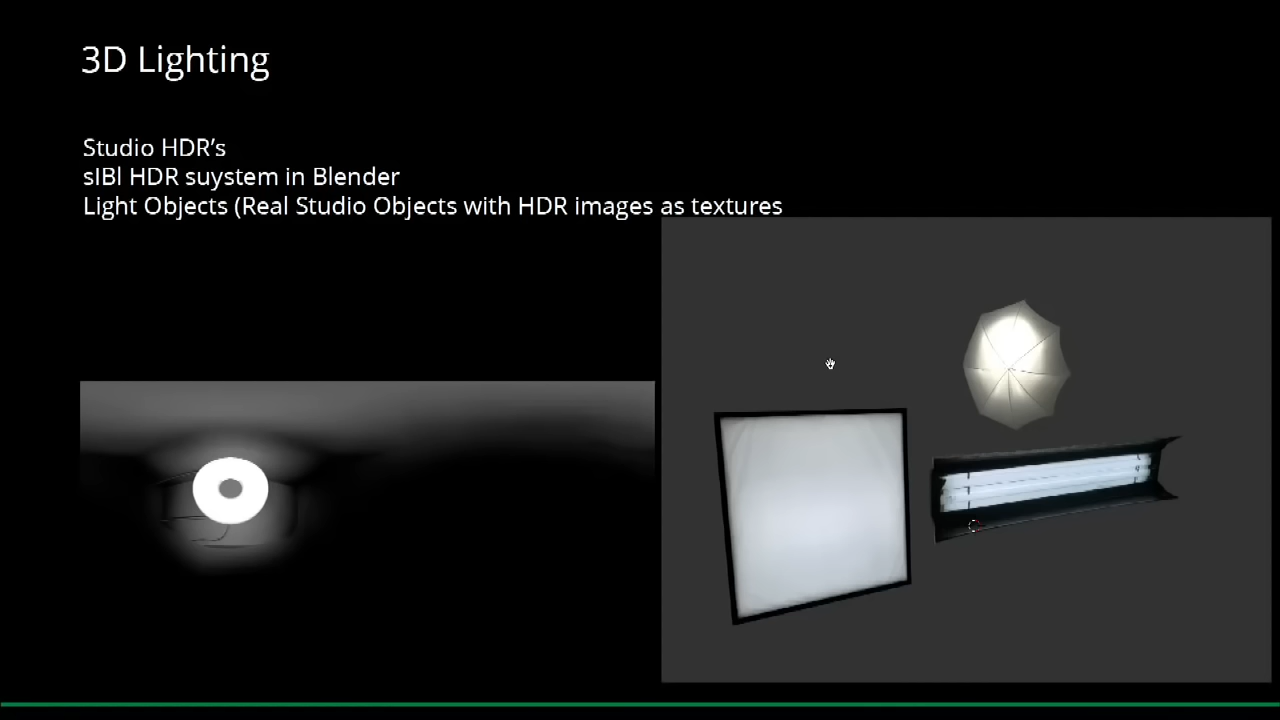 3D Lighting
Studio HDR’s
sIBl HDR suystem in Blender
Light Objects (Real Studio Objects with HDR images as textures